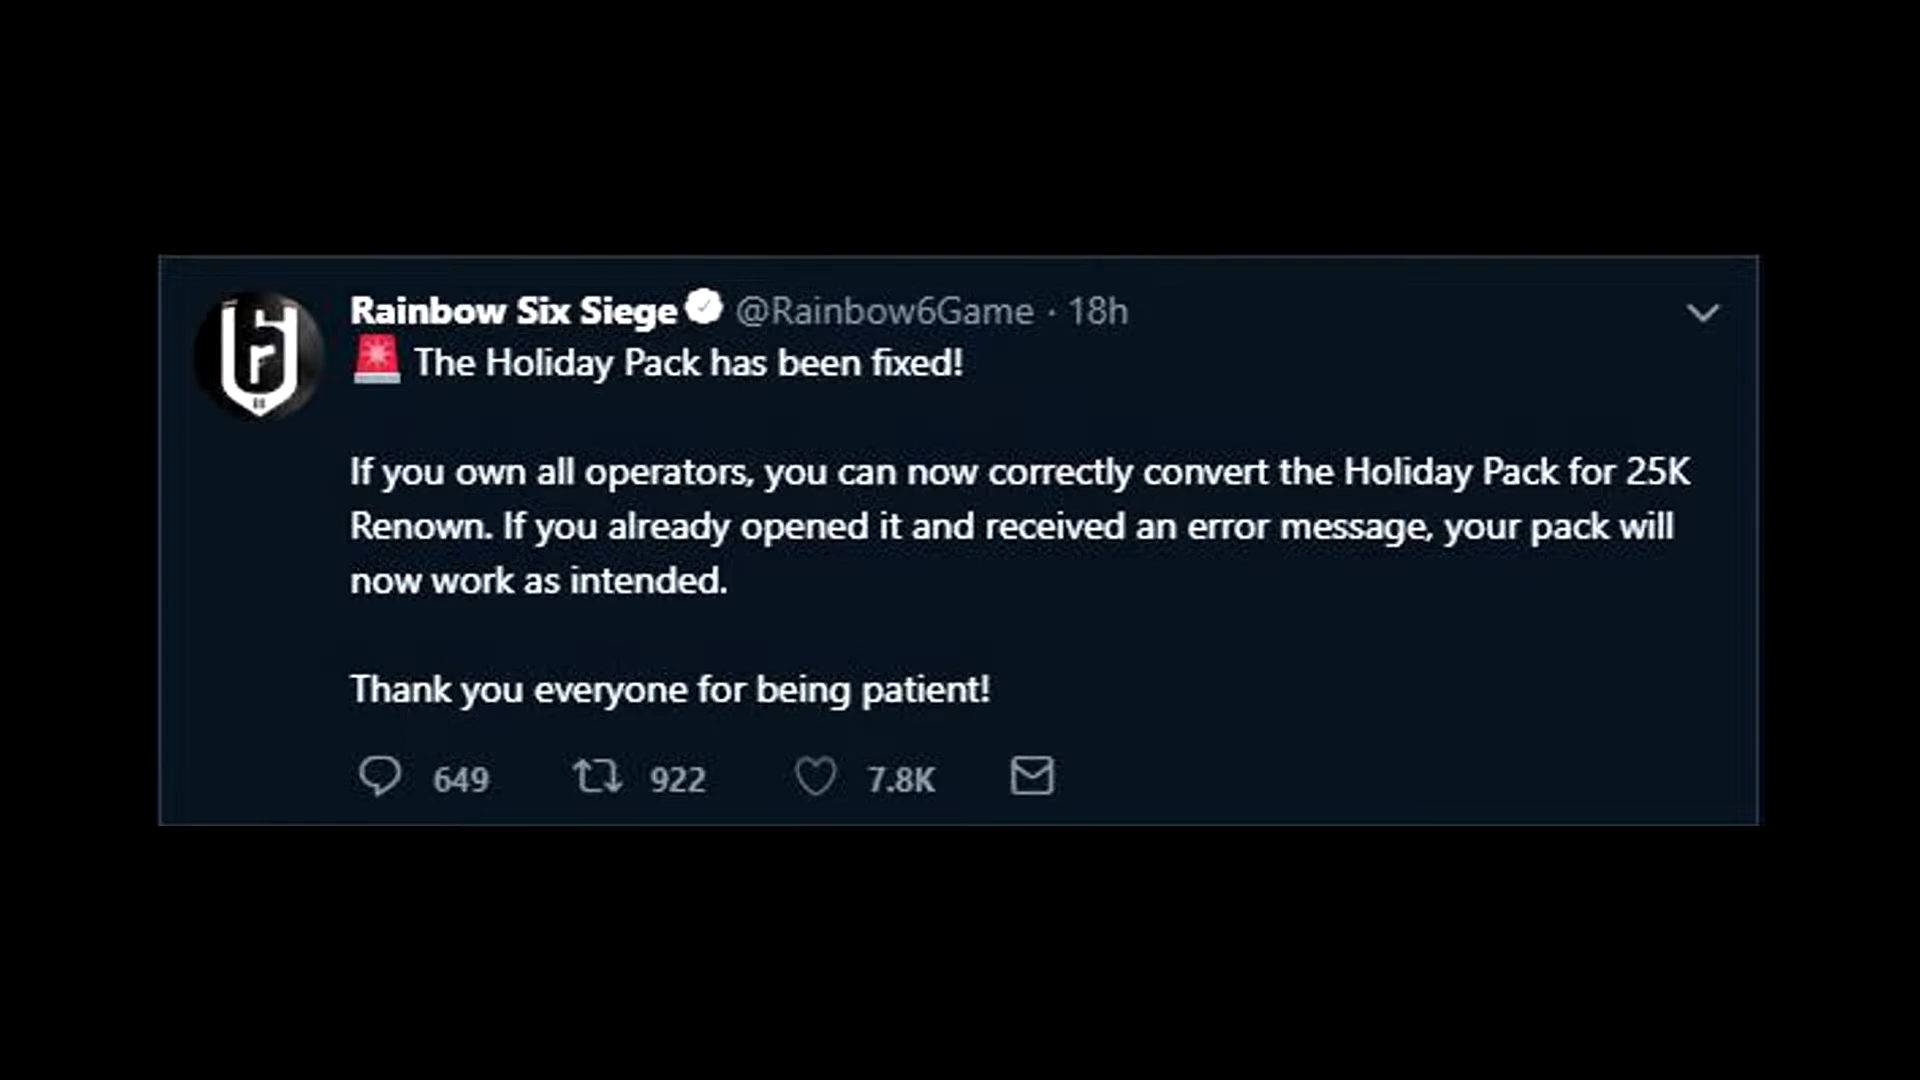 Rainbow Six Siege @Rainbow6Game · 18h
🚨 The Holiday Pack has been fixed!
If you own all operators, you can now correctly convert the Holiday Pack for 25K
Renown. If you already opened it and received an error message, your pack will
now work as intended.
Thank you everyone for being patient!
649 922 7.8K